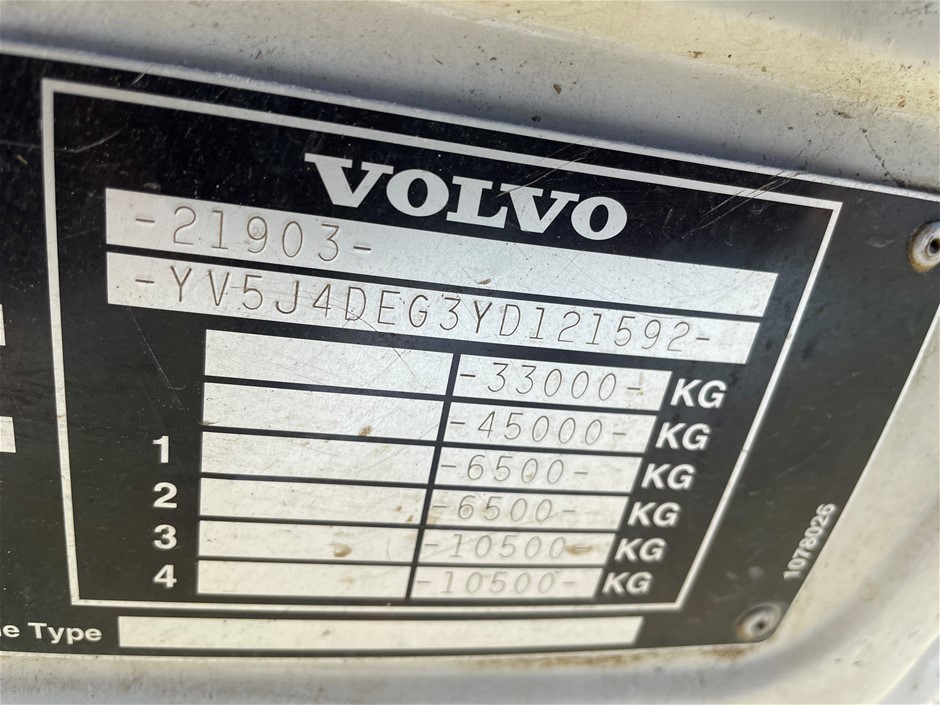 VOLVO
-21903-
-YV5J4DEG3YD121592-
-33000- KG
-45000- KG
1 -6500- KG
2 -6500- KG
3 -10500- KG
4 -10500- KG
1078026
Type